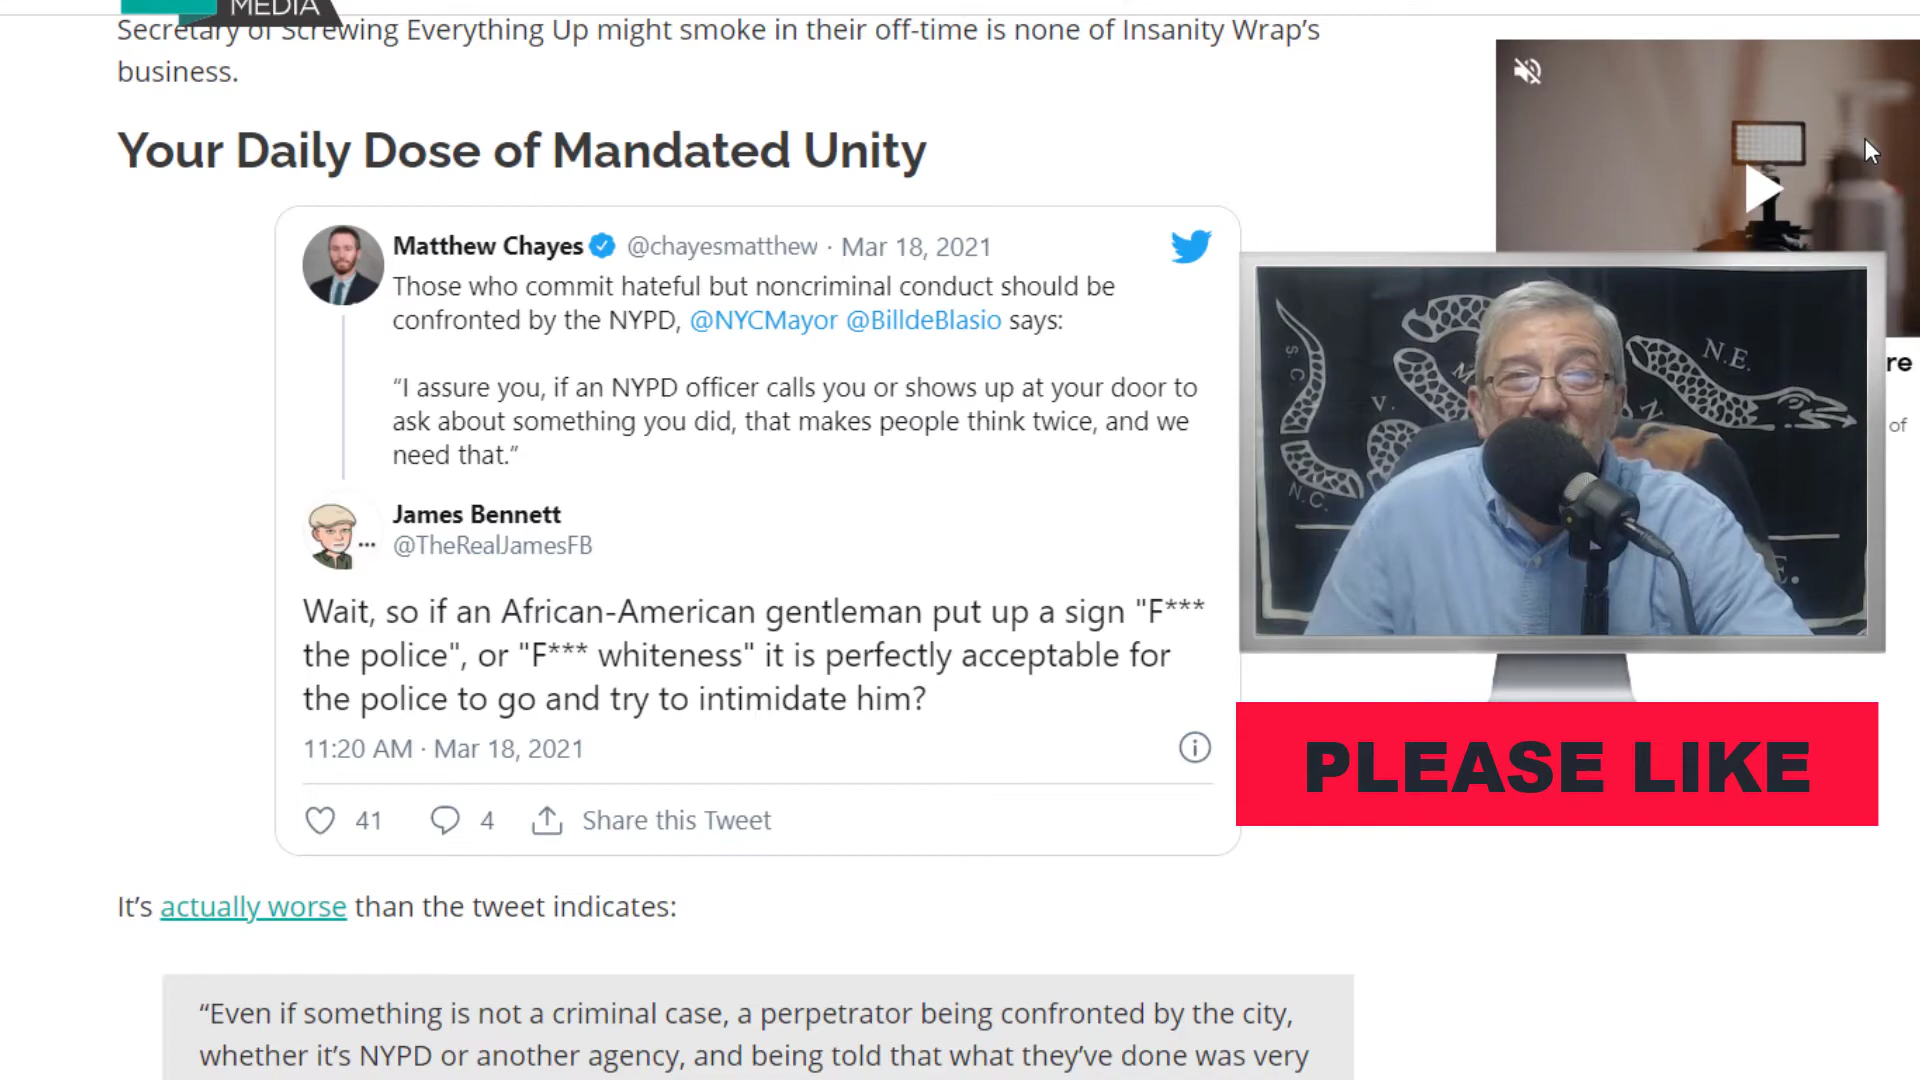 MEDIA
Secretary of Screwing Everything Up might smoke in their off-time is none of Insanity Wrap’s
business.
Your Daily Dose of Mandated Unity
Matthew Chayes @chayesmatthew · Mar 18, 2021
Those who commit hateful but noncriminal conduct should be
confronted by the NYPD, @NYCMayor @BilldeBlasio says:
“I assure you, if an NYPD officer calls you or shows up at your door to
ask about something you did, that makes people think twice, and we
need that.”
James Bennett
@TheRealJamesFB
Wait, so if an African-American gentleman put up a sign "F***
the police", or "F*** whiteness" it is perfectly acceptable for
the police to go and try to intimidate him?
11:20 AM · Mar 18, 2021
41 4 Share this Tweet
It’s actually worse than the tweet indicates:
“Even if something is not a criminal case, a perpetrator being confronted by the city,
whether it’s NYPD or another agency, and being told that what they’ve done was very
re
of
S.C.
N.C.
V.
M
N
N.E.
E.
PLEASE LIKE